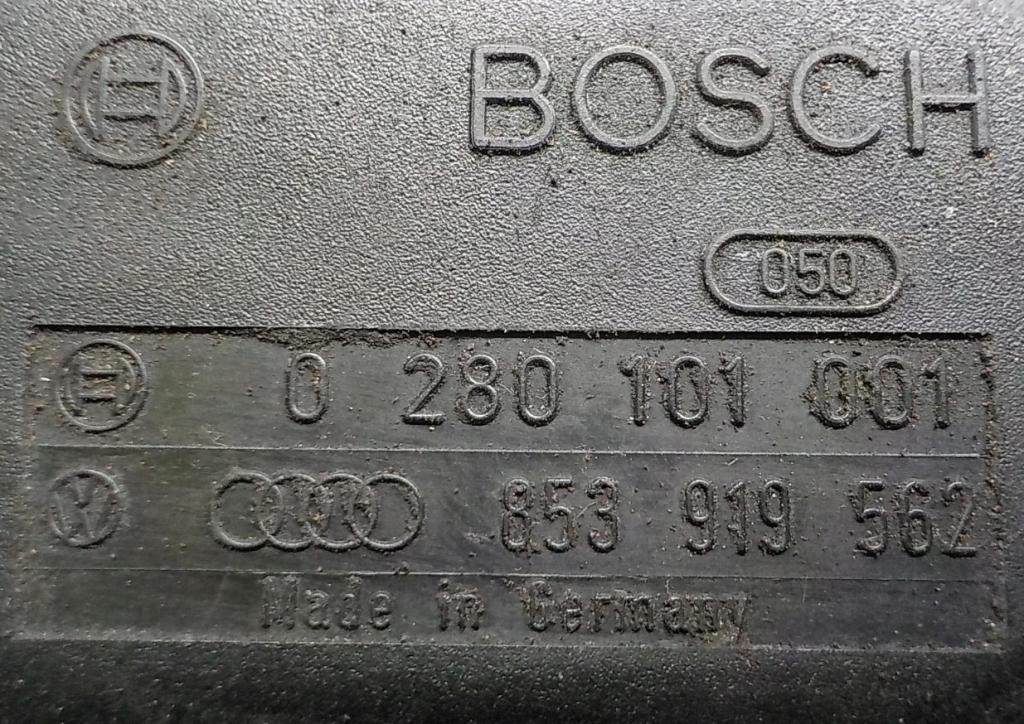 BOSCH
050
0 280 101 001
853 919 562
Made in Germany